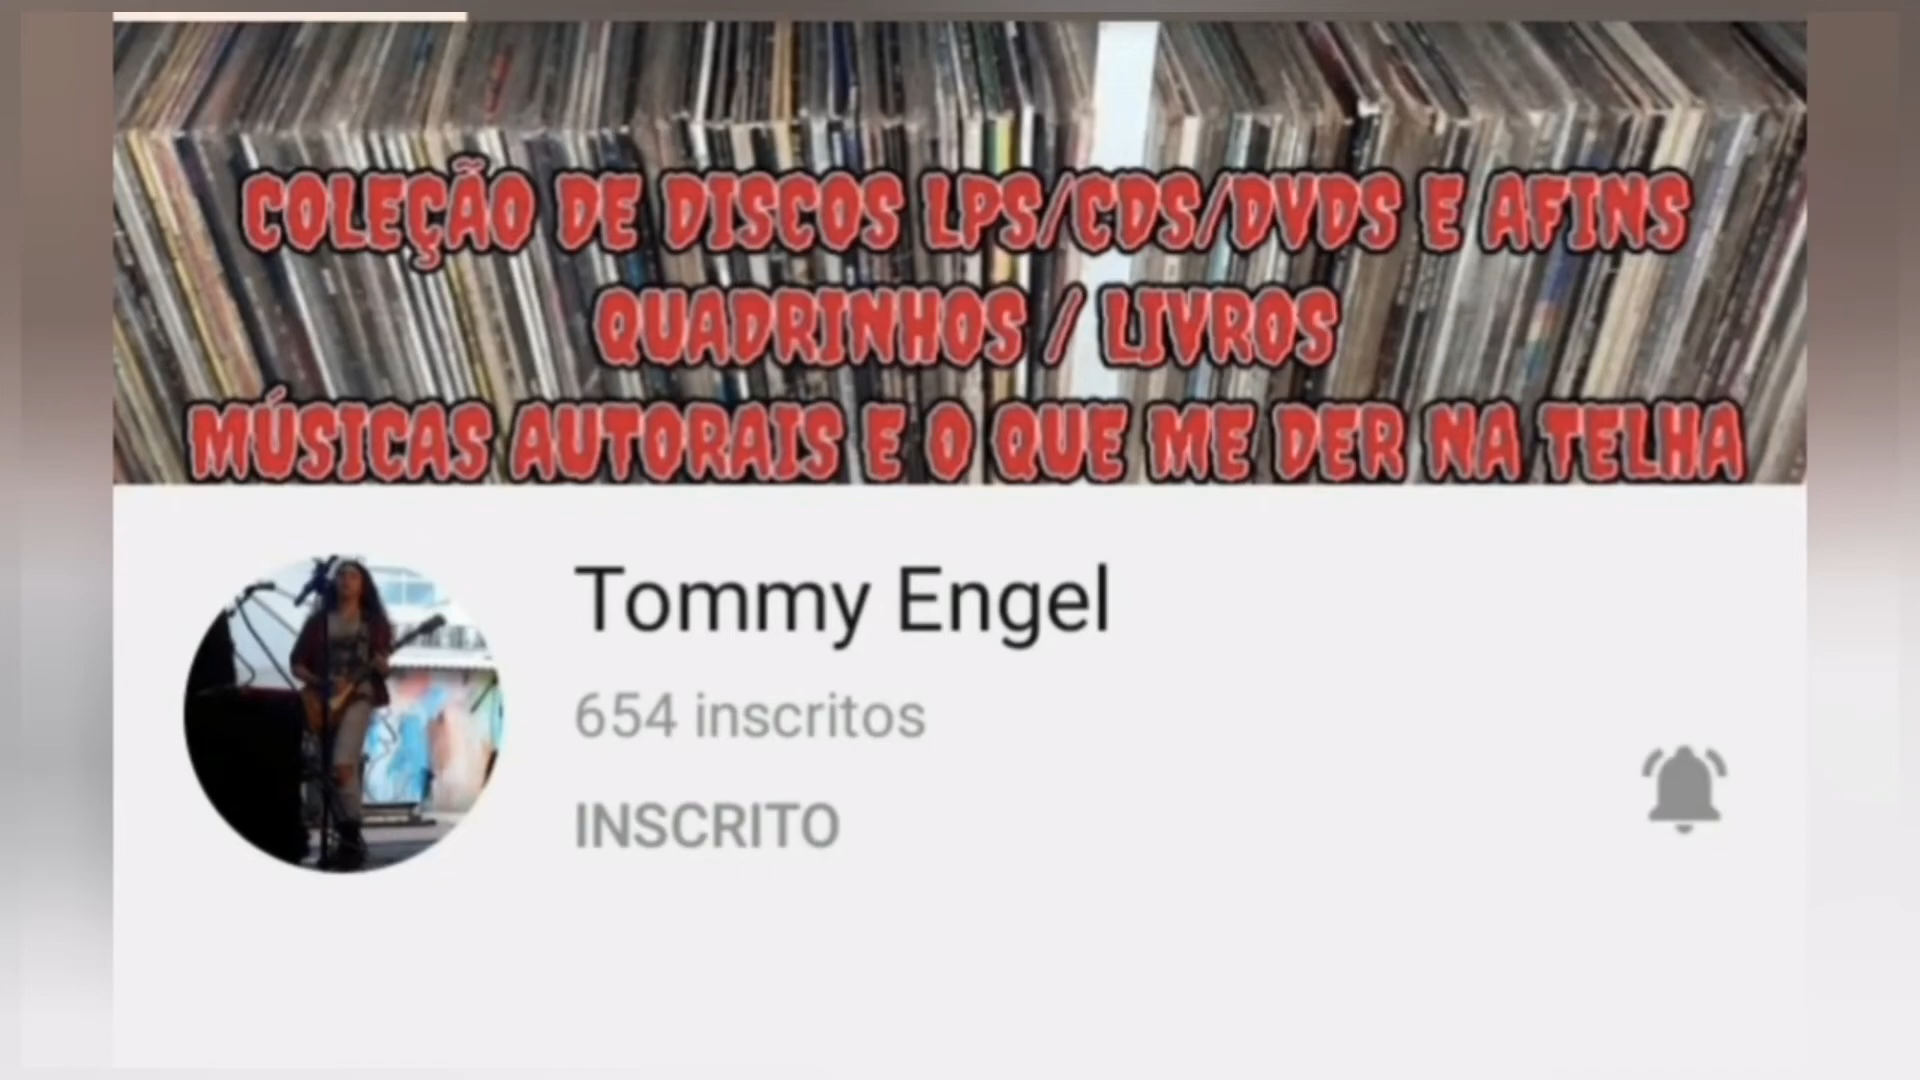 COLEÇÃO DE DISCOS LPS/CDS/DVDS E AFINS
QUADRINHOS / LIVROS
MÚSICAS AUTORAIS E O QUE ME DER NA TELHA
Tommy Engel
654 inscritos
INSCRITO